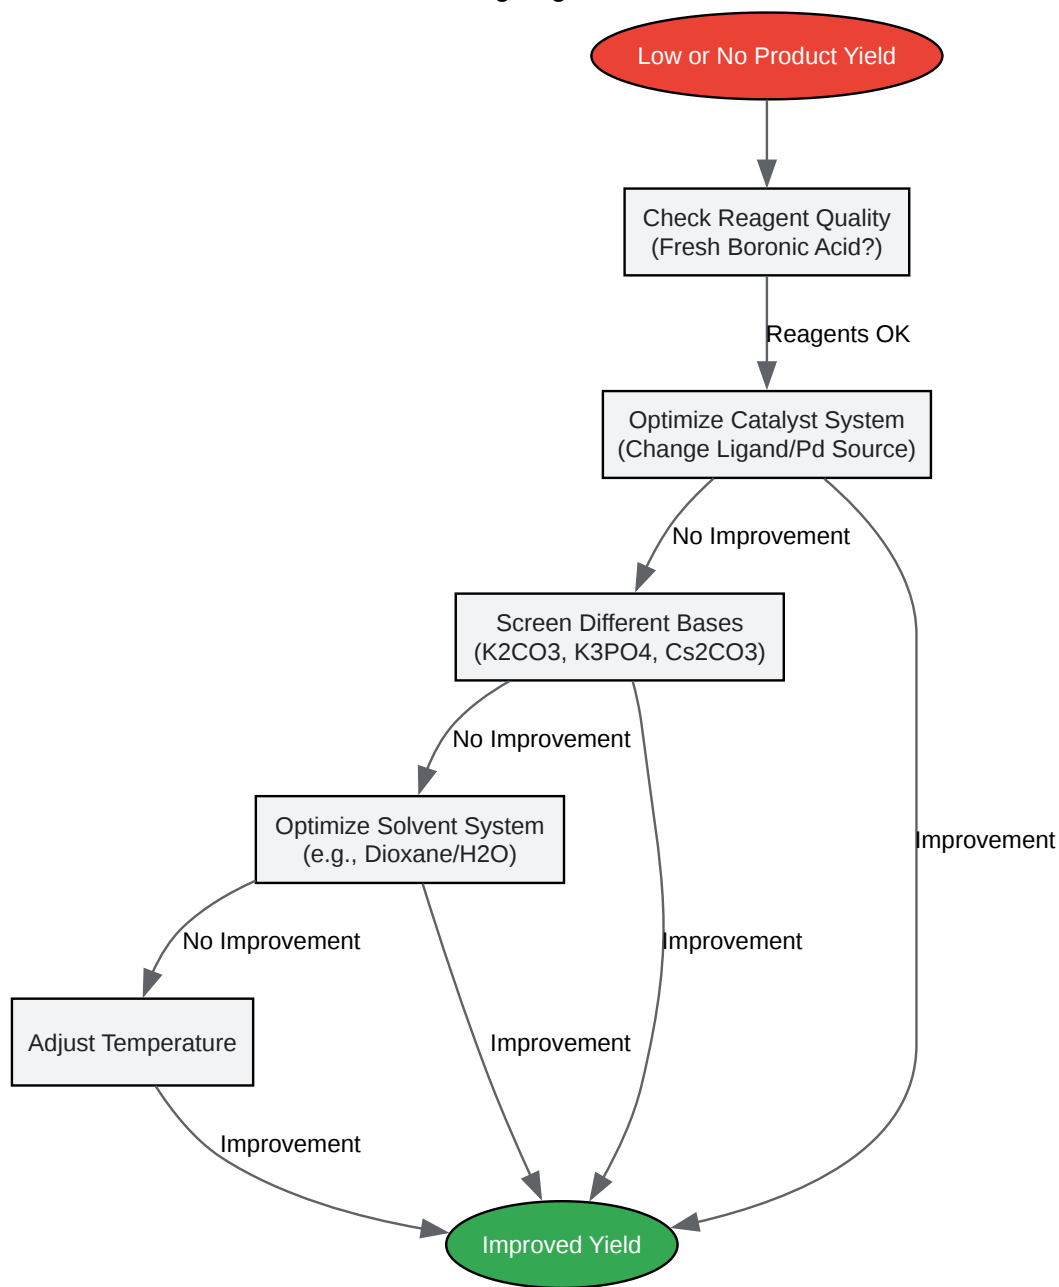 Low or No Product Yield
Check Reagent Quality
(Fresh Boronic Acid?)
Reagents OK
Optimize Catalyst System
(Change Ligand/Pd Source)
No Improvement
Screen Different Bases
(K2CO3, K3PO4, Cs2CO3)
No Improvement
Optimize Solvent System
(e.g., Dioxane/H2O)
Improvement
No Improvement
Improvement
Adjust Temperature
Improvement
Improvement
Improved Yield